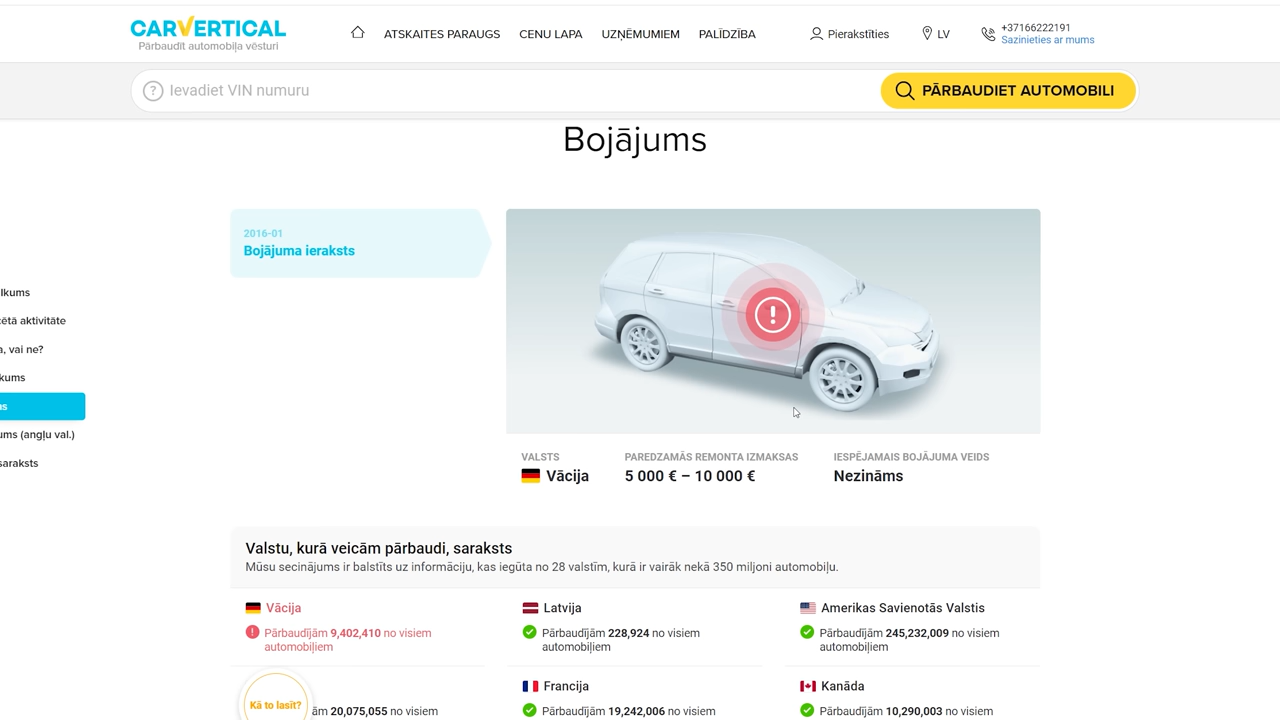 CARVERTICAL
Pārbaudīt automobiļa vēsturi
ATSKAITES PARAUGS
CENU LAPA
UZŅĒMUMIEM
PALĪDZĪBA
Pierakstīties
LV
+37166222191
Sazinieties ar mums
? Ievadiet VIN numuru
PĀRBAUDIET AUTOMOBILI
Bojājums
2016-01
Bojājuma ieraksts
lkums
ētā aktivitāte
a, vai ne?
kums
us
ums (angļu val.)
saraksts
!
VALSTS
Vācija
PAREDZAMĀS REMONTA IZMAKSAS
5 000 € – 10 000 €
IESPĒJAMAIS BOJĀJUMA VEIDS
Nezināms
Valstu, kurā veicām pārbaudi, saraksts
Mūsu secinājums ir balstīts uz informāciju, kas iegūta no 28 valstīm, kurā ir vairāk nekā 350 miljoni automobiļu.
Vācija
Pārbaudījām 9,402,410 no visiem
automobiļiem
Latvija
Pārbaudījām 228,924 no visiem
automobiļiem
Amerikas Savienotās Valstis
Pārbaudījām 245,232,009 no visiem
automobiļiem
Kā to lasīt?
ām 20,075,055 no visiem
Francija
Pārbaudījām 19,242,006 no visiem
Kanāda
Pārbaudījām 10,290,003 no visiem